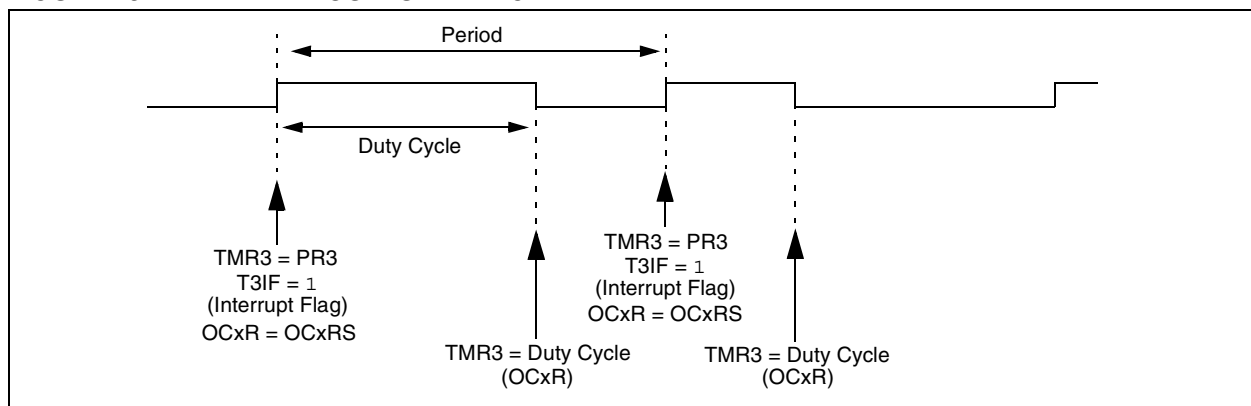 Period
Duty Cycle
TMR3 = PR3
T3IF = 1
(Interrupt Flag)
OCxR = OCxRS
TMR3 = Duty Cycle
(OCxR)
TMR3 = PR3
T3IF = 1
(Interrupt Flag)
OCxR = OCxRS
TMR3 = Duty Cycle
(OCxR)